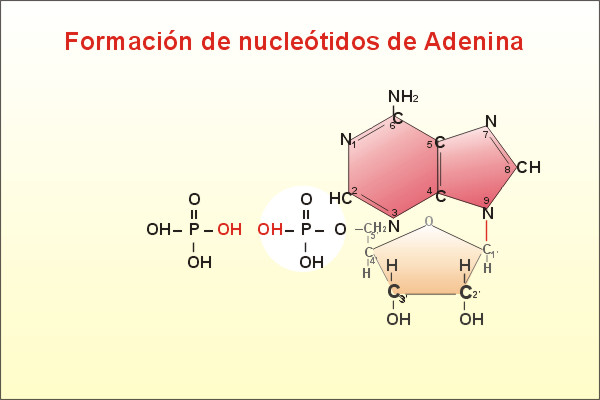 Formación de nucleótidos de Adenina
NH2
C
6
N
1
5
C
N
7
8
CH
HC
2
4
C
9
N
3
N
O
O
OH
P
OH
OH
P
O
CH2
5'
O
OH
OH
C
4'
H
C
1'
H
H
H
C
3'
C
2'
OH
OH